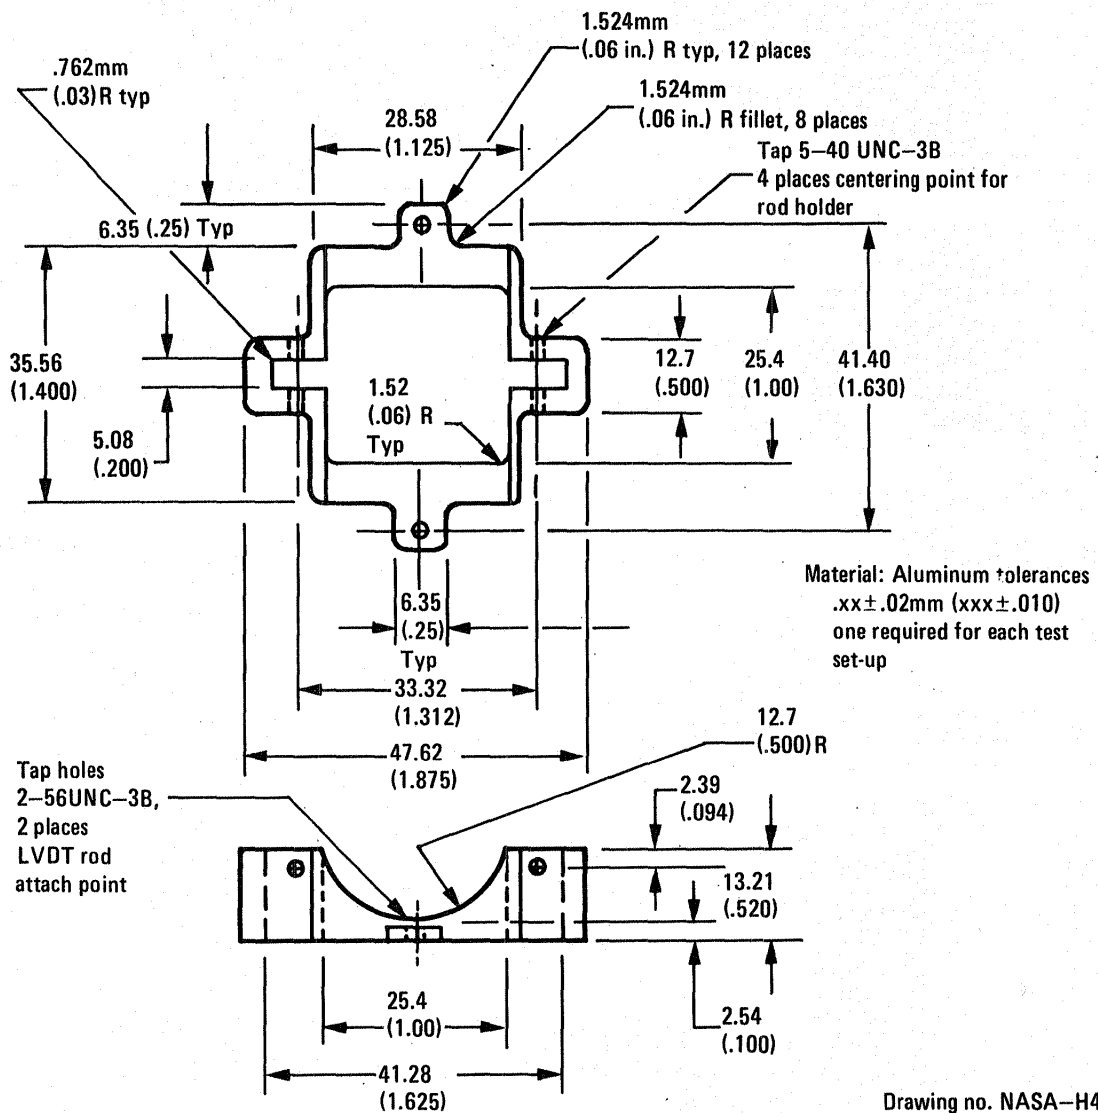 1.524mm
(.06 in.) R typ, 12 places
.762mm
(.03)R typ
1.524mm
(.06 in.) R fillet, 8 places
28.58
(1.125)
Tap 5–40 UNC–3B
4 places centering point for
rod holder
6.35 (.25) Typ
35.56
(1.400)
12.7
(.500)
25.4
(1.00)
41.40
(1.630)
1.52
(.06) R
Typ
5.08
(.200)
Material: Aluminum tolerances
.xx±.02mm (xxx±.010)
one required for each test
set-up
6.35
(.25)
Typ
33.32
(1.312)
12.7
(.500)R
47.62
(1.875)
Tap holes
2–56UNC–3B,
2 places
LVDT rod
attach point
2.39
(.094)
13.21
(.520)
25.4
(1.00)
2.54
(.100)
41.28
(1.625)
Drawing no. NASA–H4